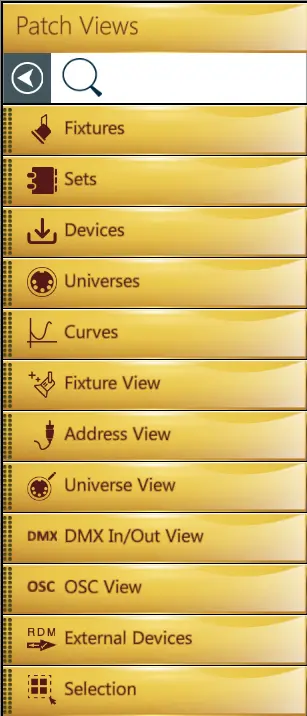 Patch Views
Fixtures
Sets
Devices
Universes
Curves
Fixture View
Address View
Universe View
DMX DMX In/Out View
OSC OSC View
RDM External Devices
Selection